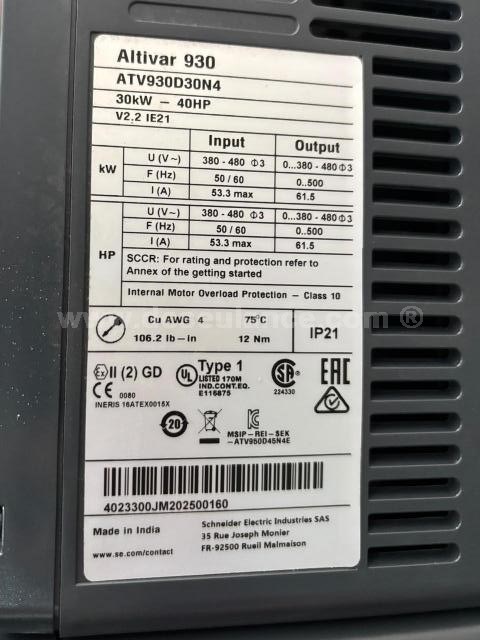 Altivar 930
ATV930D30N4
30kW – 40HP
V2.2 IE21
Input Output
kW
U (V~) 380 - 480 Φ3 0...380 - 480 Φ3
F (Hz) 50 / 60 0..500
I (A) 53.3 max 61.5
HP
U (V~) 380 - 480 Φ3 0...380 - 480 Φ3
F (Hz) 50 / 60 0..500
I (A) 53.3 max 61.5
SCCR: For rating and protection refer to
Annex of the getting started
Internal Motor Overload Protection – Class 10
Cu AWG 4 75°C
106.2 lb-in 12 Nm
IP21
Ex II (2) GD
CE 0080
INERIS 16ATEX0015X
UL Type 1
LISTED 170M
IND.CONT.EQ.
E116875
SA
224330
EAC
20
MSIP-REI-SEK
-ATV950D45N4E
4023300JM202500160
Made in India
www.se.com/contact
Schneider Electric Industries SAS
35 Rue Joseph Monier
FR-92500 Rueil Malmaison